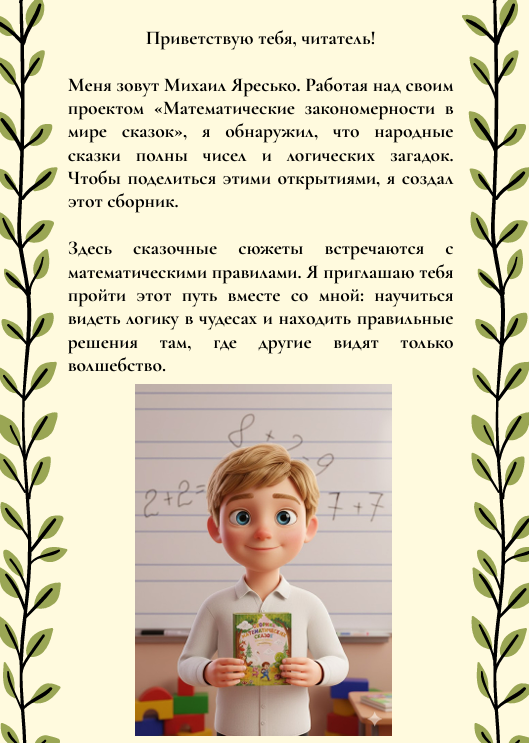 Приветствую тебя, читатель!
Меня зовут Михаил Яресько. Работая над своим
проектом «Математические закономерности в
мире сказок», я обнаружил, что народные
сказки полны чисел и логических загадок.
Чтобы поделиться этими открытиями, я создал
этот сборник.
Здесь сказочные сюжеты встречаются с
математическими правилами. Я приглашаю тебя
пройти этот путь вместе со мной: научиться
видеть логику в чудесах и находить правильные
решения там, где другие видят только
волшебство.
8 + 2
9
2+2=
7+7
СБОРНИК
МАТЕМАТИЧЕСКИХ
СКАЗОК